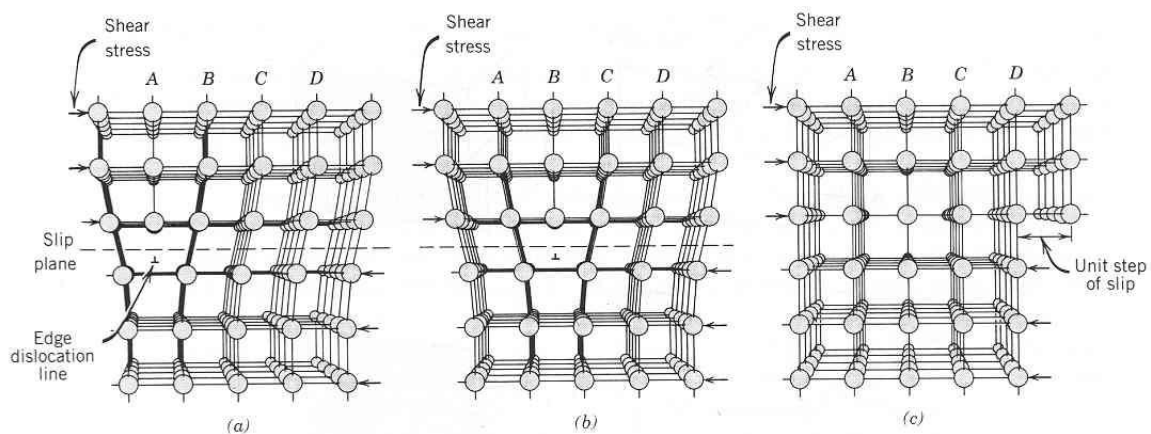 Shear
stress
A B C D
Slip
plane
⊥
Edge
dislocation
line
(a)
Shear
stress
A B C D
⊥
(b)
Shear
stress
A B C D
Unit step
of slip
(c)